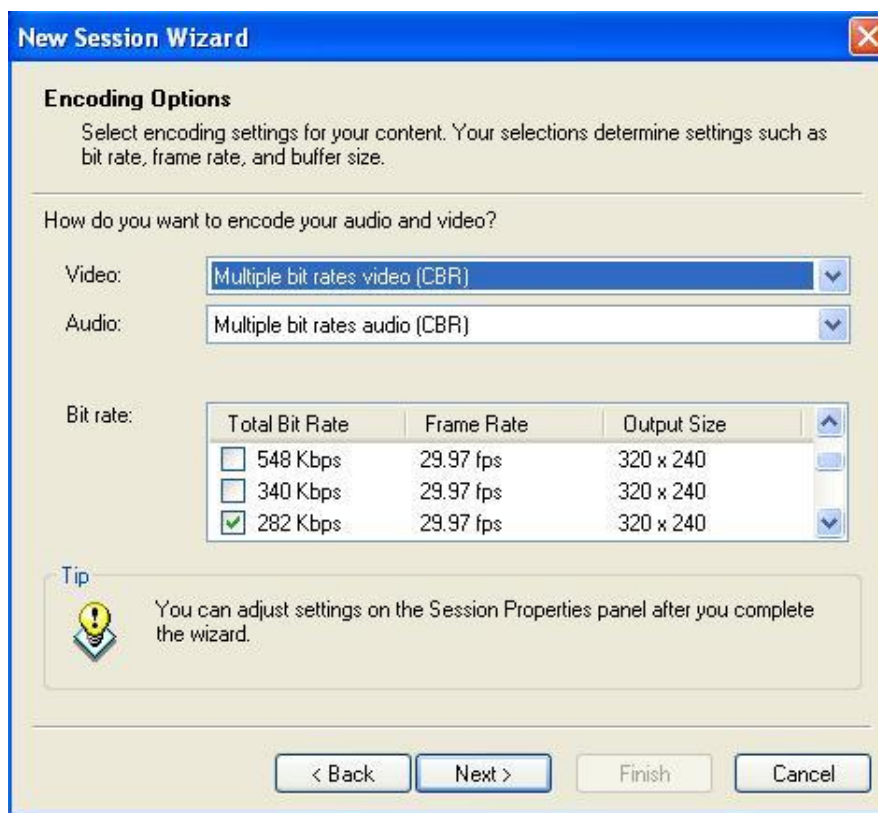 New Session Wizard
Encoding Options
Select encoding settings for your content. Your selections determine settings such as
bit rate, frame rate, and buffer size.
How do you want to encode your audio and video?
Video: Multiple bit rates video (CBR)
Audio: Multiple bit rates audio (CBR)
Bit rate: Total Bit Rate Frame Rate Output Size
548 Kbps 29.97 fps 320 x 240
340 Kbps 29.97 fps 320 x 240
282 Kbps 29.97 fps 320 x 240
Tip
You can adjust settings on the Session Properties panel after you complete
the wizard.
< Back Next > Finish Cancel